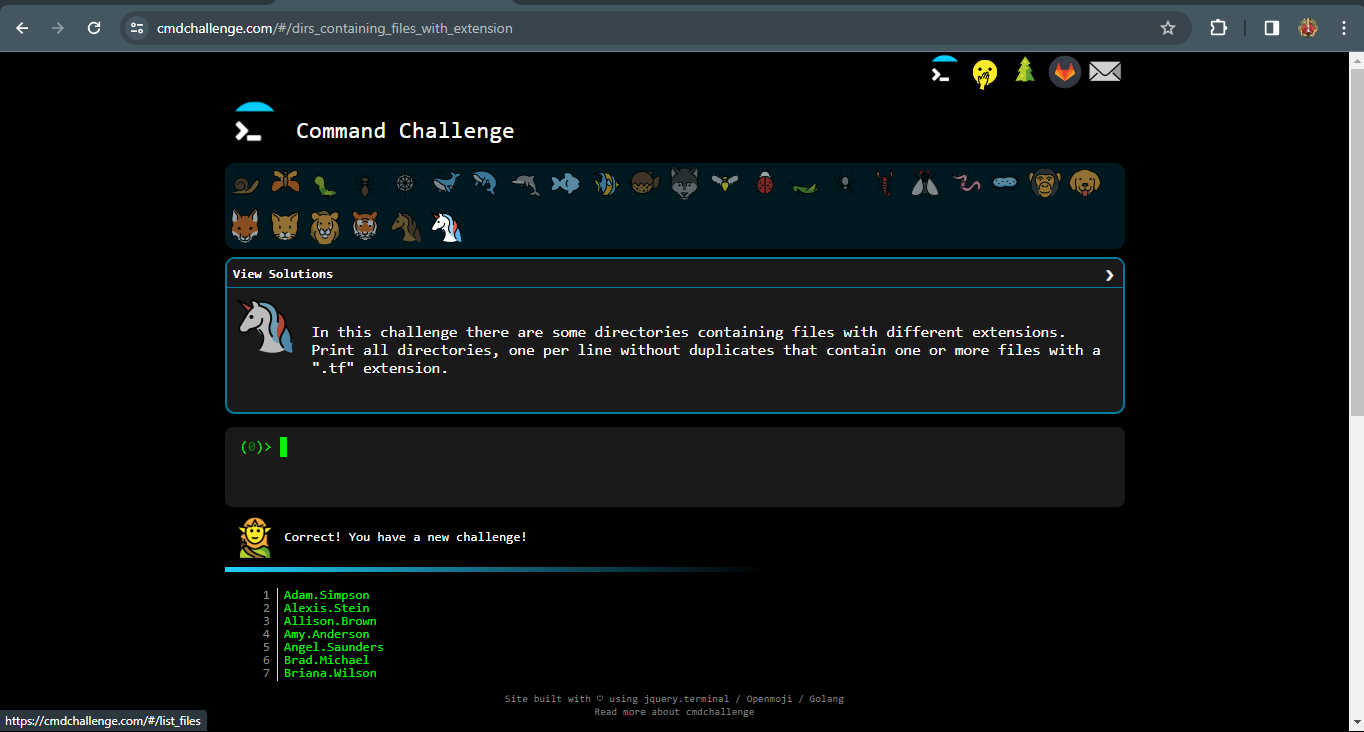 cmdchallenge.com/#/dirs_containing_files_with_extension
Command Challenge
View Solutions
In this challenge there are some directories containing files with different extensions.
Print all directories, one per line without duplicates that contain one or more files with a
".tf" extension.
(0)>
Correct! You have a new challenge!
1 Adam.Simpson
2 Alexis.Stein
3 Allison.Brown
4 Amy.Anderson
5 Angel.Saunders
6 Brad.Michael
7 Briana.Wilson
Site built with ♡ using jquery.terminal / Openmoji / Golang
Read more about cmdchallenge
https://cmdchallenge.com/#/list_files